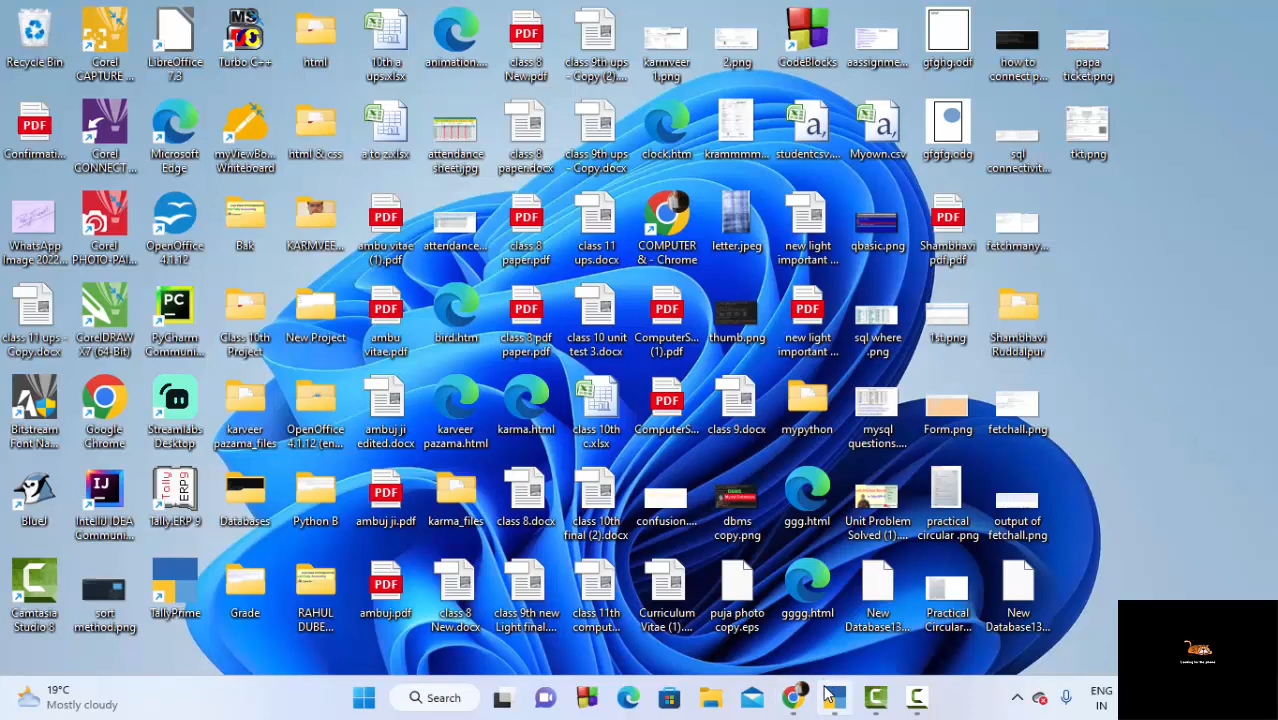 Recycle Bin
Corel
CAPTURE ...
LibreOffice
7.3
Turbo C++
html
10th a
ups.xlsx
animation....
class 8
New.pdf
class 9th ups
- Copy (2)....
karmveer
1.png
2.png
CodeBlocks
aassignme...
gfghg.odf
how to
connect p...
papa
ticket.png
Confirmati...
Corel
CONNECT ...
Microsoft
Edge
myViewBo...
Whiteboard
html & css
a to z.xlsx
attendance
sheet.jpg
class 8
paper.docx
class 9th ups
- Copy.docx
clock.htm
krammmm...
studentcsv....
Myown.csv
gfgfg.odg
sql
connectivit...
tkt.png
WhatsApp
Image 2022...
Corel
PHOTO-PAI...
OpenOffice
4.1.12
Bak
KARMVEE...
ambu vitae
(1).pdf
attendance...
class 8
paper.pdf
class 11
ups.docx
COMPUTER
& - Chrome
letter.jpeg
new light
important ...
qbasic.png
Shambhavi
pdf.pdf
fetchmany....
class 11 ups -
Copy.docx
CorelDRAW
X7 (64-Bit)
PyCharm
Communi...
Class 10th
Project
New Project
ambu
vitae.pdf
bird.htm
class 8 pdf
paper.pdf
class 10 unit
test 3.docx
ComputerS...
(1).pdf
thumb.png
new light
important ...
sql where
.png
1st.png
Shambhavi
Ruddalpur
Bitstream
Font Na...
Google
Chrome
Streamlabs
Desktop
karveer
pazama_files
OpenOffice
4.1.12 (en...
ambuj ji
edited.docx
karveer
pazama.html
karma.html
class 10th
c.xlsx
ComputerS...
class 9.docx
mypython
mysql
questions....
Form.png
fetchall.png
BlueJ
IntelliJ IDEA
Communi...
Tally.ERP 9
Databases
Python B
ambuj ji.pdf
karma_files
class 8.docx
class 10th
final (2).docx
confusion....
dbms
copy.png
ggg.html
Unit Problem
Solved (1)....
practical
circular .png
output of
fetchall.png
Camtasia
Studio 8
sort
method.png
TallyPrime
Grade
RAHUL
DUBE...
ambuj.pdf
class 8
New.docx
class 9th new
Light final....
class 11th
comput...
Curriculum
Vitae (1)....
puja photo
copy.eps
gggg.html
New
Database13...
Practical
Circular...
New
Database13...
Looking for the phone
19°C
Mostly cloudy
Search
ENG
IN